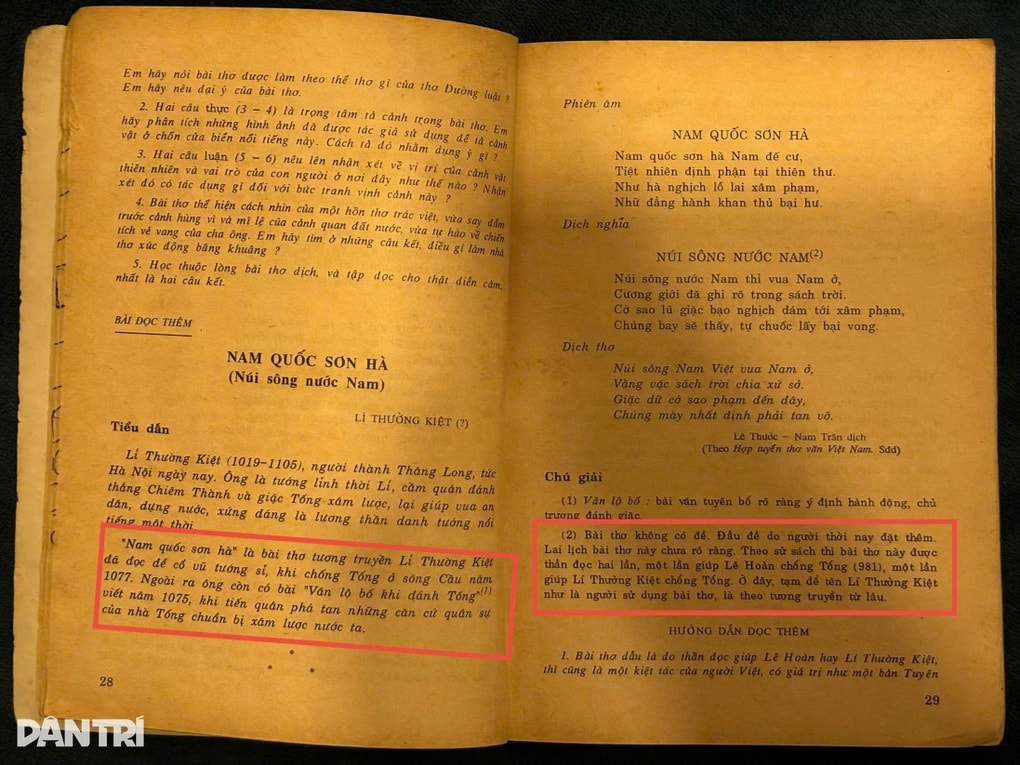 Em hãy nói bài thơ được làm theo thể thơ gì của thơ Đường luật ?
Em hãy nêu đại ý của bài thơ.
2. Hai câu thực (3 – 4) là trọng tâm tả cảnh trong bài thơ. Em
hãy phân tích những hình ảnh đã được tác giả sử dụng để tả cảnh
vật ở chốn cửa biển nổi tiếng này. Cách tả đó nhằm dụng ý gì ?
3. Hai câu luận (5 – 6) nêu lên nhận xét về vị trí của cảnh vật
thiên nhiên và vai trò của con người ở nơi đây như thế nào ? Nhận
xét đó có tác dụng gì đối với bức tranh vịnh cảnh này ?
4. Bài thơ thể hiện cách nhìn của một hồn thơ trác việt, vừa say đắm
trước cảnh hùng vĩ và mĩ lệ của cảnh quan đất nước, vừa tự hào về chiến
tích vẻ vang của cha ông. Em hãy tìm ở những câu kết, điều gì làm nhà
thơ xúc động bâng khuâng ?
5. Học thuộc lòng bài thơ dịch, và tập đọc cho thật diễn cảm,
nhất là hai câu kết.
BÀI ĐỌC THÊM
NAM QUỐC SƠN HÀ
(Núi sông nước Nam)
LÍ THƯỜNG KIỆT (?)
Tiểu dẫn
Lí Thường Kiệt (1019–1105), người thành Thăng Long, tức
Hà Nội ngày nay. Ông là tướng lĩnh thời Lí, cầm quân đánh
thắng Chiêm Thành và giặc Tống xâm lược, lại giúp vua an
dân, dựng nước, xứng đáng là lương thần danh tướng nổi
tiếng một thời.
"Nam quốc sơn hà" là bài thơ tương truyền Lí Thường Kiệt
đã đọc để cổ vũ tướng sĩ, khi chống Tống ở sông Cầu năm
1077. Ngoài ra ông còn có bài "Văn lộ bố khi đánh Tống"(1)
viết năm 1075, khi tiến quân phá tan những căn cứ quân sự
của nhà Tống chuẩn bị xâm lược nước ta.
* * *
28
DÂN TRÍ
Phiên âm
NAM QUỐC SƠN HÀ
Nam quốc sơn hà Nam đế cư,
Tiệt nhiên định phận tại thiên thư.
Như hà nghịch lỗ lai xâm phạm,
Nhữ đẳng hành khan thủ bại hư.
Dịch nghĩa
NÚI SÔNG NƯỚC NAM(2)
Núi sông nước Nam thì vua Nam ở,
Cương giới đã ghi rõ trong sách trời.
Cớ sao lũ giặc bạo nghịch dám tới xâm phạm,
Chúng bay sẽ thấy, tự chuốc lấy bại vong.
Dịch thơ
Núi sông Nam Việt vua Nam ở,
Vằng vặc sách trời chia xứ sở.
Giặc dữ cớ sao phạm đến đây,
Chúng mày nhất định phải tan vỡ.
Lê Thước – Nam Trân dịch
(Theo Hợp tuyển thơ văn Việt Nam. Sđd)
Chú giải
(1) Văn lộ bố : bài văn tuyên bố rõ ràng ý định hành động, chủ
trương đánh giặc.
(2) Bài thơ không có đề. Đầu đề do người thời nay đặt thêm.
Lai lịch bài thơ này chưa rõ ràng. Theo sử sách thì bài thơ này được
thần đọc hai lần, một lần giúp Lê Hoàn chống Tống (981), một lần
giúp Lí Thường Kiệt chống Tống. Ở đây, tạm để tên Lí Thường Kiệt
như là người sử dụng bài thơ, là theo tương truyền từ lâu.
HƯỚNG DẪN ĐỌC THÊM
1. Bài thơ dẫu là do thần đọc giúp Lê Hoàn hay Lí Thường Kiệt,
thì cũng là một kiệt tác của người Việt, có giá trị như một bản Tuyên
29